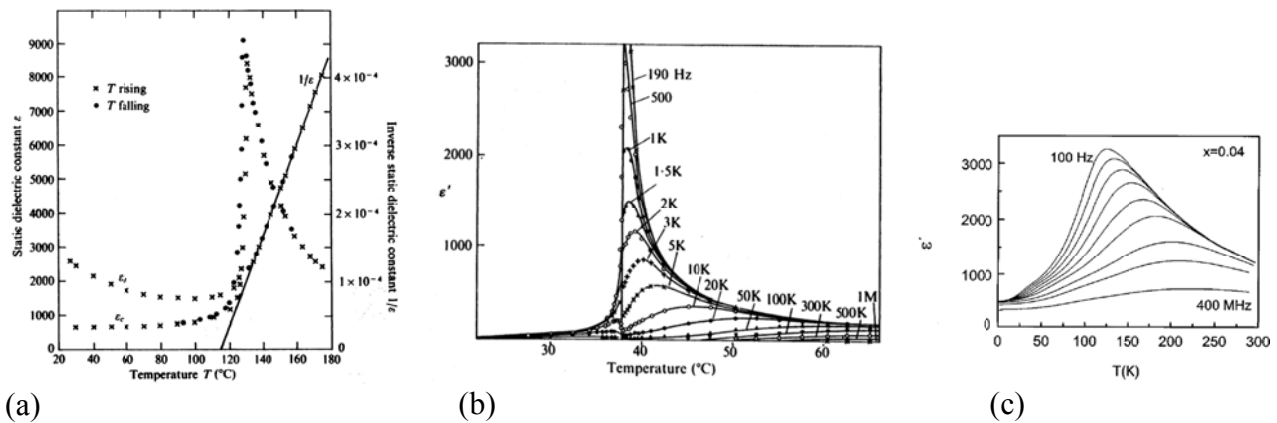 9000
8000
7000
6000
5000
4000
3000
2000
1000
0
Static dielectric constant ε
× T rising
• T falling
1/ε
ε_a
ε_c
4×10⁻⁴
3×10⁻⁴
2×10⁻⁴
1×10⁻⁴
0
Inverse static dielectric constant 1/ε
20 40 60 80 100 120 140 160 180
Temperature T (°C)
(a)
3000
2000
1000
ε′
190 Hz
500
1K
1·5K
2K
3K
5K
10K
20K
50K
100K
300K
500K
1M
30 40 50 60
Temperature (°C)
(b)
3000
2000
1000
0
ε'
100 Hz
x=0.04
400 MHz
0 50 100 150 200 250 300
T(K)
(c)